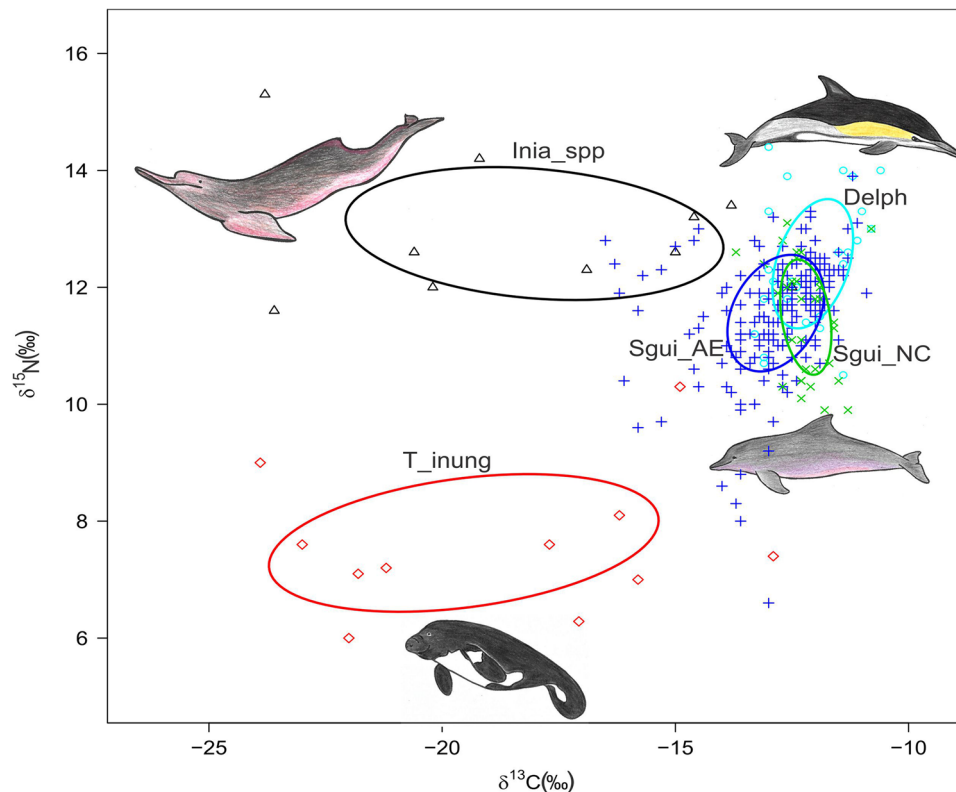 16
14
12
10
8
6
δ15N(‰)
Inia_spp
Delph
Sgui_AE
Sgui_NC
T_inung
−25
−20
−15
−10
δ13C(‰)